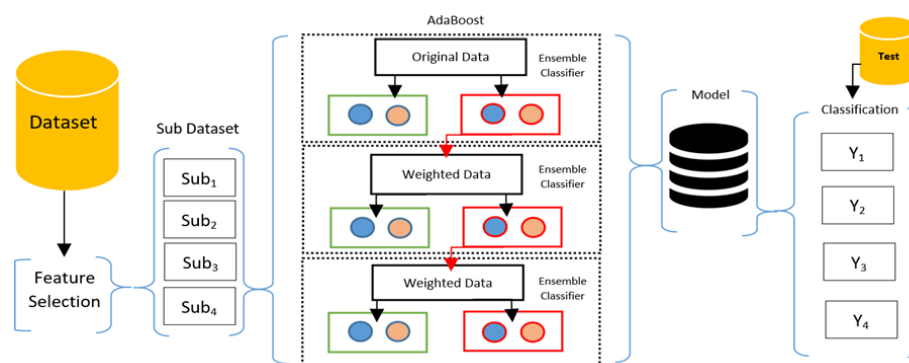 AdaBoost
Dataset
Feature
Selection
Sub Dataset
Sub₁
Sub₂
Sub₃
Sub₄
Original Data
Ensemble
Classifier
Weighted Data
Ensemble
Classifier
Weighted Data
Ensemble
Classifier
Model
Test
Classification
Y₁
Y₂
Y₃
Y₄